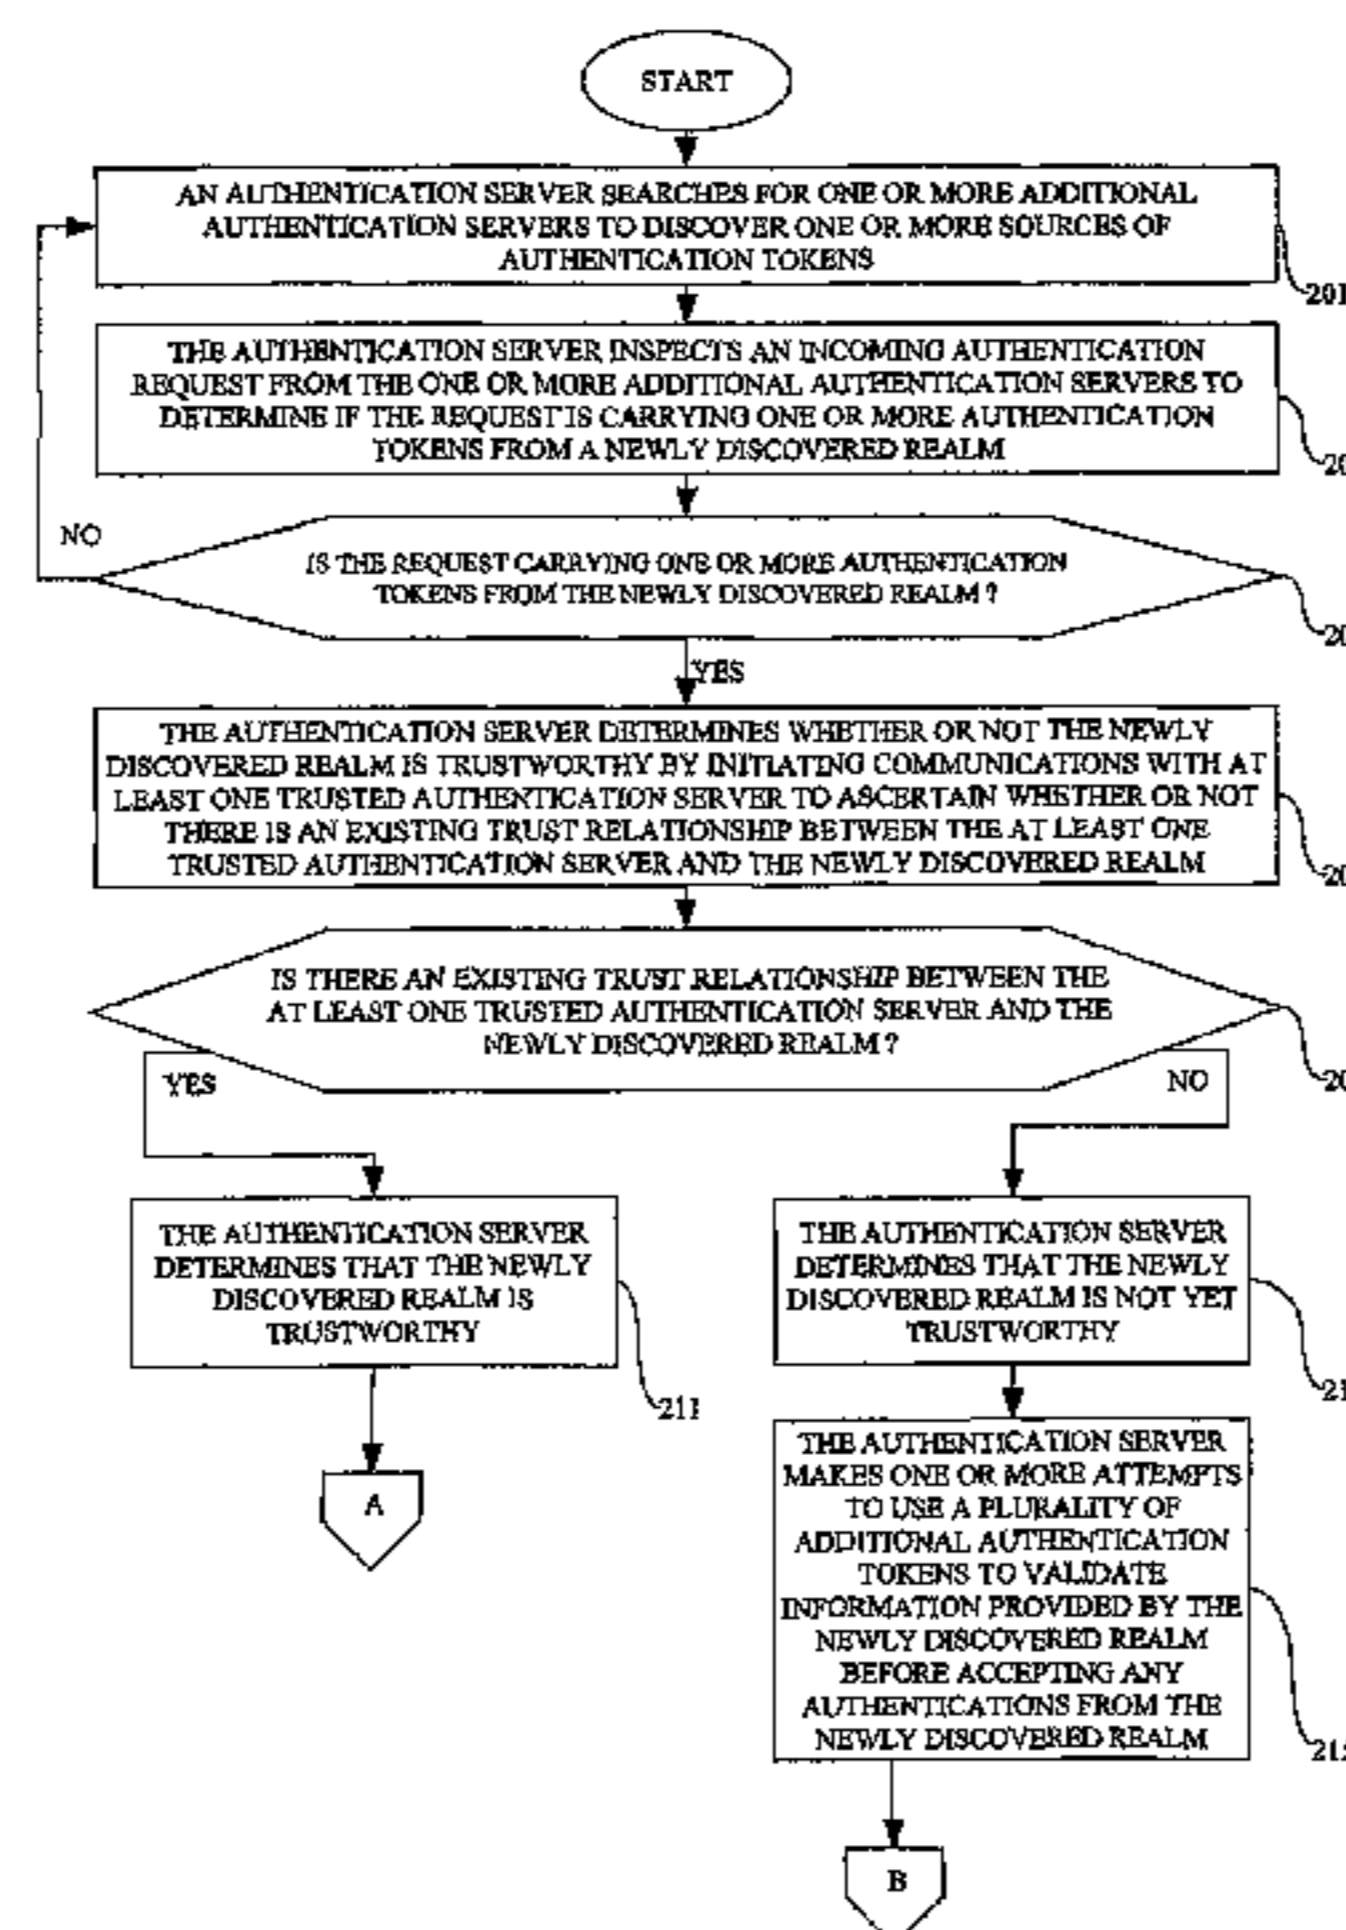 START
AN AUTHENTICATION SERVER SEARCHES FOR ONE OR MORE ADDITIONAL
AUTHENTICATION SERVERS TO DISCOVER ONE OR MORE SOURCES OF
AUTHENTICATION TOKENS
201
THE AUTHENTICATION SERVER INSPECTS AN INCOMING AUTHENTICATION
REQUEST FROM THE ONE OR MORE ADDITIONAL AUTHENTICATION SERVERS TO
DETERMINE IF THE REQUEST IS CARRYING ONE OR MORE AUTHENTICATION
TOKENS FROM A NEWLY DISCOVERED REALM
NO
IS THE REQUEST CARRYING ONE OR MORE AUTHENTICATION
TOKENS FROM THE NEWLY DISCOVERED REALM ?
YES
THE AUTHENTICATION SERVER DETERMINES WHETHER OR NOT THE NEWLY
DISCOVERED REALM IS TRUSTWORTHY BY INITIATING COMMUNICATIONS WITH AT
LEAST ONE TRUSTED AUTHENTICATION SERVER TO ASCERTAIN WHETHER OR NOT
THERE IS AN EXISTING TRUST RELATIONSHIP BETWEEN THE AT LEAST ONE
TRUSTED AUTHENTICATION SERVER AND THE NEWLY DISCOVERED REALM
IS THERE AN EXISTING TRUST RELATIONSHIP BETWEEN THE
AT LEAST ONE TRUSTED AUTHENTICATION SERVER AND THE
NEWLY DISCOVERED REALM ?
YES
NO
THE AUTHENTICATION SERVER
DETERMINES THAT THE NEWLY
DISCOVERED REALM IS
TRUSTWORTHY
211
A
THE AUTHENTICATION SERVER
DETERMINES THAT THE NEWLY
DISCOVERED REALM IS NOT YET
TRUSTWORTHY
THE AUTHENTICATION SERVER
MAKES ONE OR MORE ATTEMPTS
TO USE A PLURALITY OF
ADDITIONAL AUTHENTICATION
TOKENS TO VALIDATE
INFORMATION PROVIDED BY THE
NEWLY DISCOVERED REALM
BEFORE ACCEPTING ANY
AUTHENTICATIONS FROM THE
NEWLY DISCOVERED REALM
B